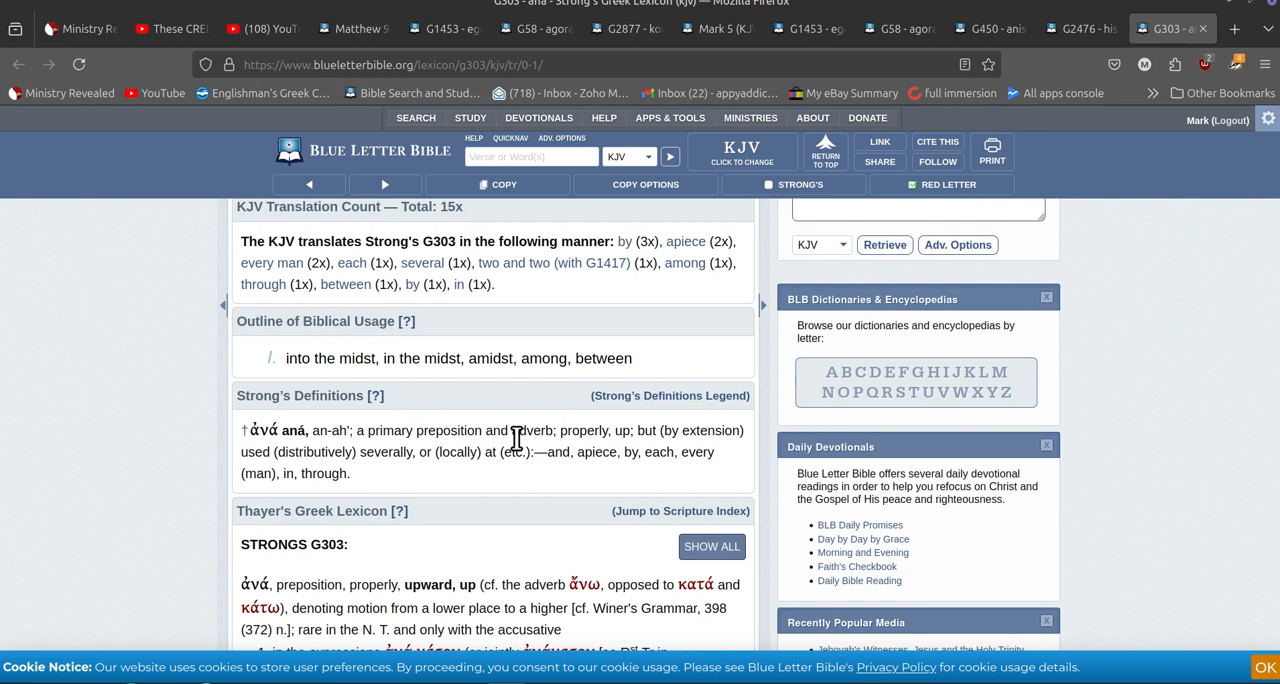 G303 - ana - Strong's Greek Lexicon (kjv) — Mozilla Firefox
Ministry Re
These CREI
(108) YouT
Matthew 9
G1453 - eg
G58 - agora
G2877 - ko
Mark 5 (KJ
G1453 - eg
G58 - agora
G450 - anis
G2476 - his
G303 - a
https://www.blueletterbible.org/lexicon/g303/kjv/tr/0-1/
2
4
Ministry Revealed
YouTube
Englishman's Greek C...
Bible Search and Stud...
(718) - Inbox - Zoho M...
Inbox (22) - appyaddic...
My eBay Summary
full immersion
All apps console
Other Bookmarks
SEARCH STUDY DEVOTIONALS HELP APPS & TOOLS MINISTRIES ABOUT DONATE
Mark (Logout)
BLUE LETTER BIBLE
HELP QUICKNAV ADV. OPTIONS
Verse or Word(s)
KJV
KJV
CLICK TO CHANGE
RETURN
TO TOP
LINK
CITE THIS
SHARE
FOLLOW
PRINT
COPY
COPY OPTIONS
STRONG'S
RED LETTER
KJV Translation Count — Total: 15x
The KJV translates Strong's G303 in the following manner: by (3x), apiece (2x),
every man (2x), each (1x), several (1x), two and two (with G1417) (1x), among (1x),
through (1x), between (1x), by (1x), in (1x).
Outline of Biblical Usage [?]
I. into the midst, in the midst, amidst, among, between
Strong's Definitions [?]
(Strong's Definitions Legend)
†ἀνά aná, an-ah'; a primary preposition and adverb; properly, up; but (by extension)
used (distributively) severally, or (locally) at (etc.):—and, apiece, by, each, every
(man), in, through.
Thayer's Greek Lexicon [?]
(Jump to Scripture Index)
STRONGS G303:
SHOW ALL
ἀνά, preposition, properly, upward, up (cf. the adverb ἄνω, opposed to κατά and
κάτω), denoting motion from a lower place to a higher [cf. Winer's Grammar, 398
(372) n.]; rare in the N. T. and only with the accusative
KJV
Retrieve
Adv. Options
BLB Dictionaries & Encyclopedias
X
Browse our dictionaries and encyclopedias by
letter:
A B C D E F G H I J K L M
N O P Q R S T U V W X Y Z
Daily Devotionals
X
Blue Letter Bible offers several daily devotional
readings in order to help you refocus on Christ and
the Gospel of His peace and righteousness.
BLB Daily Promises
Day by Day by Grace
Morning and Evening
Faith's Checkbook
Daily Bible Reading
Recently Popular Media
X
Jehovah's Witnesses, Jesus and the Holy Trinity
Cookie Notice: Our website uses cookies to store user preferences. By proceeding, you consent to our cookie usage. Please see Blue Letter Bible's Privacy Policy for cookie usage details.
OK